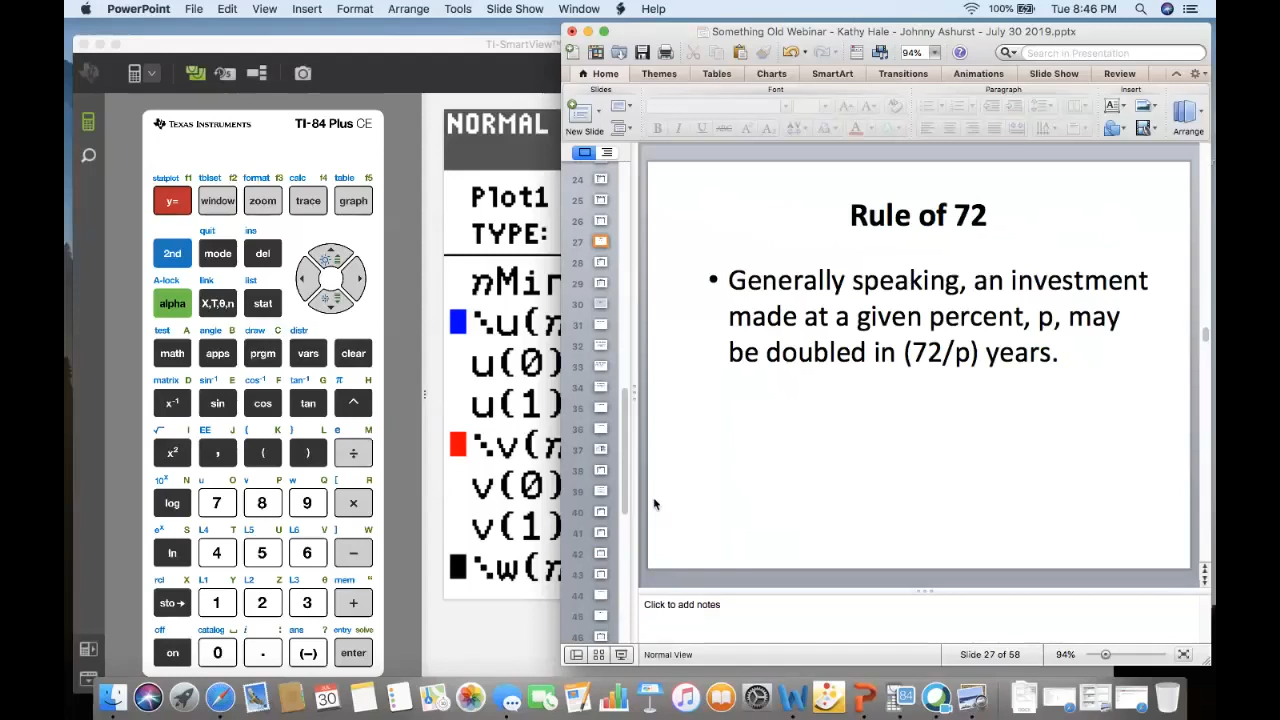 PowerPoint File Edit View Insert Format Arrange Tools Slide Show Window Help 100% Tue 8:46 PM
TI-SmartView™
Something Old Webinar - Kathy Hale - Johnny Ashurst - July 30 2019.pptx
94% Search in Presentation
Home Themes Tables Charts SmartArt Transitions Animations Slide Show Review
Slides Font Paragraph Insert
New Slide Arrange
TEXAS INSTRUMENTS TI-84 Plus CE
statplot f1 tblset f2 format f3 calc f4 table f5
y= window zoom trace graph
quit ins
2nd mode del
A-lock link list
alpha X,T,θ,n stat
test A angle B draw C distr
math apps prgm vars clear
matrix D sin⁻¹ E cos⁻¹ F tan⁻¹ G π H
x⁻¹ sin cos tan ^
√ I EE J { K } L e M
x² , ( ) ÷
10ˣ N u O v P w Q [ R
log 7 8 9 ×
eˣ S L4 T L5 U L6 V ] W
ln 4 5 6 −
rcl X L1 Y L2 Z L3 θ mem "
sto→ 1 2 3 +
off catalog i : ans ? entry solve
on 0 . (−) enter
NORMAL
Plot1
TYPE:
nMin
u(n
u(0)
u(1)
v(n
v(0)
v(1)
w(n
24
25
26
27
28
29
30
31
32
33
34
35
36
37
38
39
40
41
42
43
44
45
46
Rule of 72
• Generally speaking, an investment
made at a given percent, p, may
be doubled in (72/p) years.
Click to add notes
Normal View Slide 27 of 58 94%
JUL
30
84